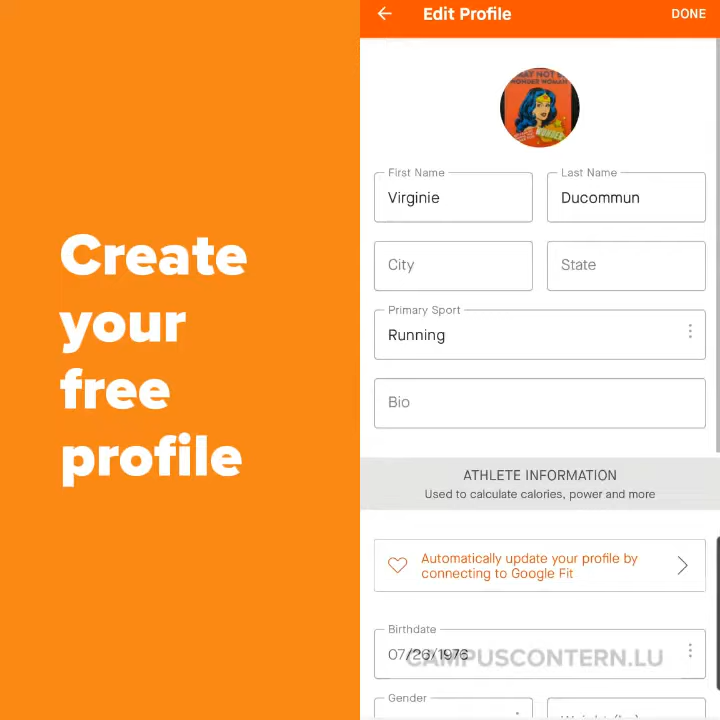 Create
your
free
profile
Edit Profile
DONE
WONDER WOMAN
First Name
Virginie
Last Name
Ducommun
City
State
Primary Sport
Running
Bio
ATHLETE INFORMATION
Used to calculate calories, power and more
Automatically update your profile by
connecting to Google Fit
Birthdate
07/26/1976
CAMPUSCONTERN.LU
Gender